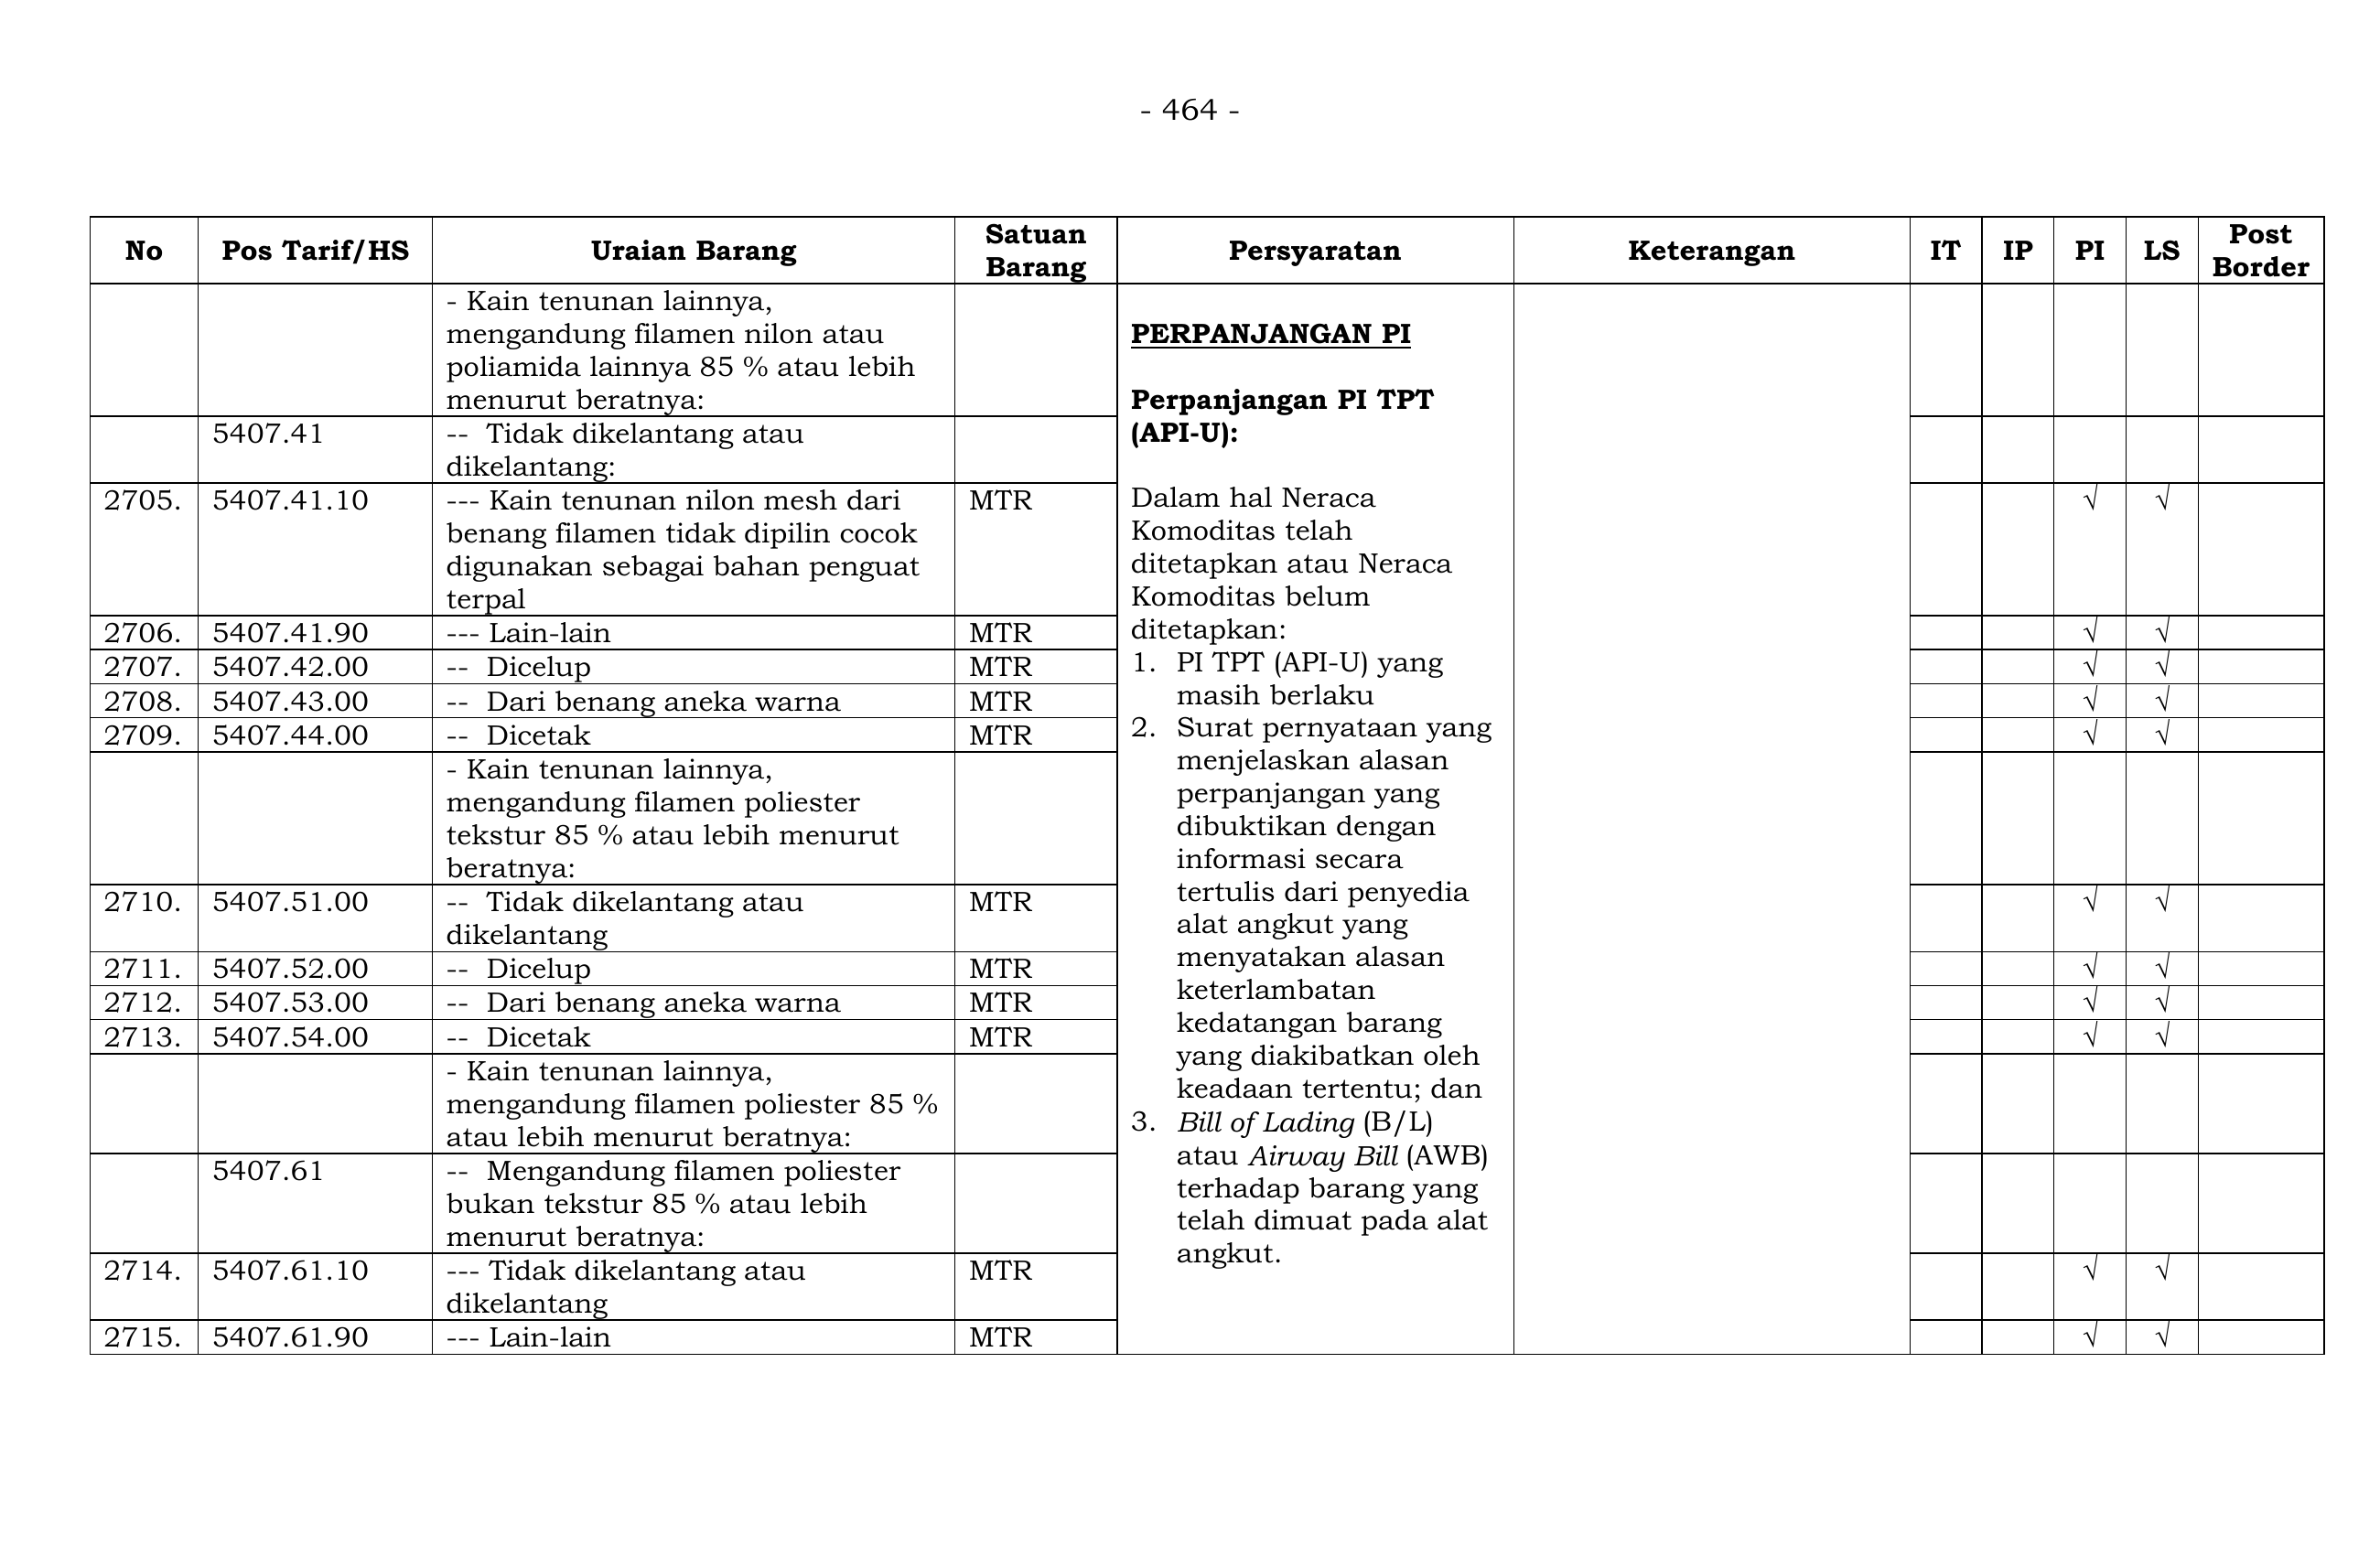 - 464 -
No Pos Tarif/HS Uraian Barang Satuan Barang Persyaratan Keterangan IT IP PI LS Post Border
- Kain tenunan lainnya,
mengandung filamen nilon atau
poliamida lainnya 85 % atau lebih
menurut beratnya:
5407.41 -- Tidak dikelantang atau
dikelantang:
2705. 5407.41.10 --- Kain tenunan nilon mesh dari MTR √ √
benang filamen tidak dipilin cocok
digunakan sebagai bahan penguat
terpal
2706. 5407.41.90 --- Lain-lain MTR √ √
2707. 5407.42.00 -- Dicelup MTR √ √
2708. 5407.43.00 -- Dari benang aneka warna MTR √ √
2709. 5407.44.00 -- Dicetak MTR √ √
- Kain tenunan lainnya,
mengandung filamen poliester
tekstur 85 % atau lebih menurut
beratnya:
2710. 5407.51.00 -- Tidak dikelantang atau MTR √ √
dikelantang
2711. 5407.52.00 -- Dicelup MTR √ √
2712. 5407.53.00 -- Dari benang aneka warna MTR √ √
2713. 5407.54.00 -- Dicetak MTR √ √
- Kain tenunan lainnya,
mengandung filamen poliester 85 %
atau lebih menurut beratnya:
5407.61 -- Mengandung filamen poliester
bukan tekstur 85 % atau lebih
menurut beratnya:
2714. 5407.61.10 --- Tidak dikelantang atau MTR √ √
dikelantang
2715. 5407.61.90 --- Lain-lain MTR √ √
PERPANJANGAN PI
Perpanjangan PI TPT
(API-U):
Dalam hal Neraca
Komoditas telah
ditetapkan atau Neraca
Komoditas belum
ditetapkan:
1. PI TPT (API-U) yang
masih berlaku
2. Surat pernyataan yang
menjelaskan alasan
perpanjangan yang
dibuktikan dengan
informasi secara
tertulis dari penyedia
alat angkut yang
menyatakan alasan
keterlambatan
kedatangan barang
yang diakibatkan oleh
keadaan tertentu; dan
3. Bill of Lading (B/L)
atau Airway Bill (AWB)
terhadap barang yang
telah dimuat pada alat
angkut.